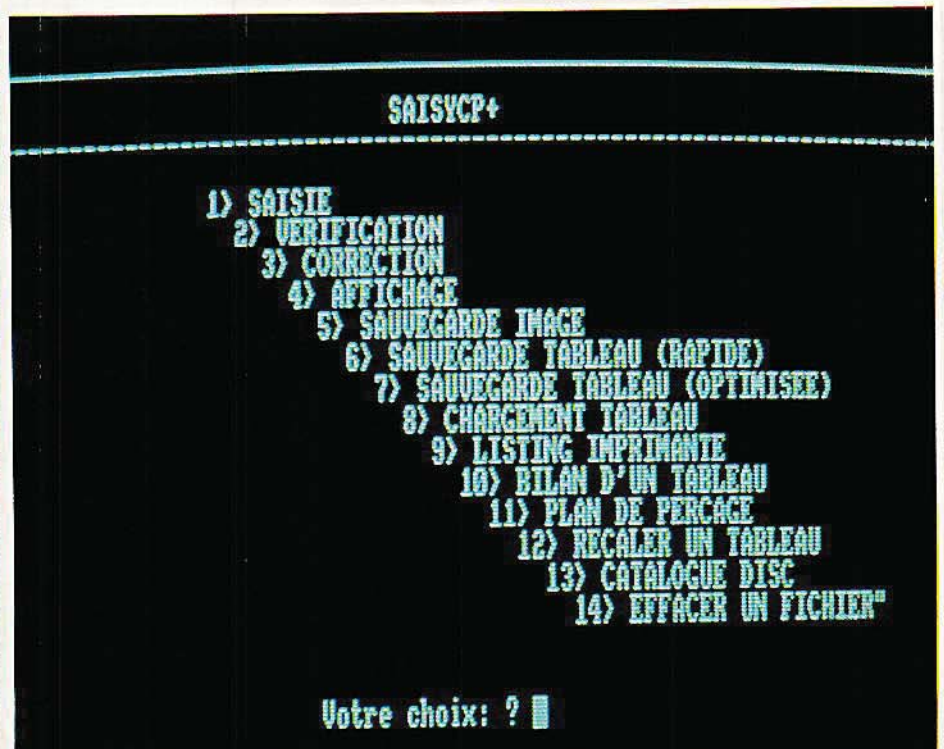 SAISYCP+
1) SAISIE
2) VERIFICATION
3) CORRECTION
4) AFFICHAGE
5) SAUVEGARDE IMAGE
6) SAUVEGARDE TABLEAU (RAPIDE)
7) SAUVEGARDE TABLEAU (OPTIMISEE)
8) CHARGEMENT TABLEAU
9) LISTING IMPRIMANTE
10) BILAN D'UN TABLEAU
11) PLAN DE PERCAGE
12) RECALER UN TABLEAU
13) CATALOGUE DISC
14) EFFACER UN FICHIER"
Votre choix: ?